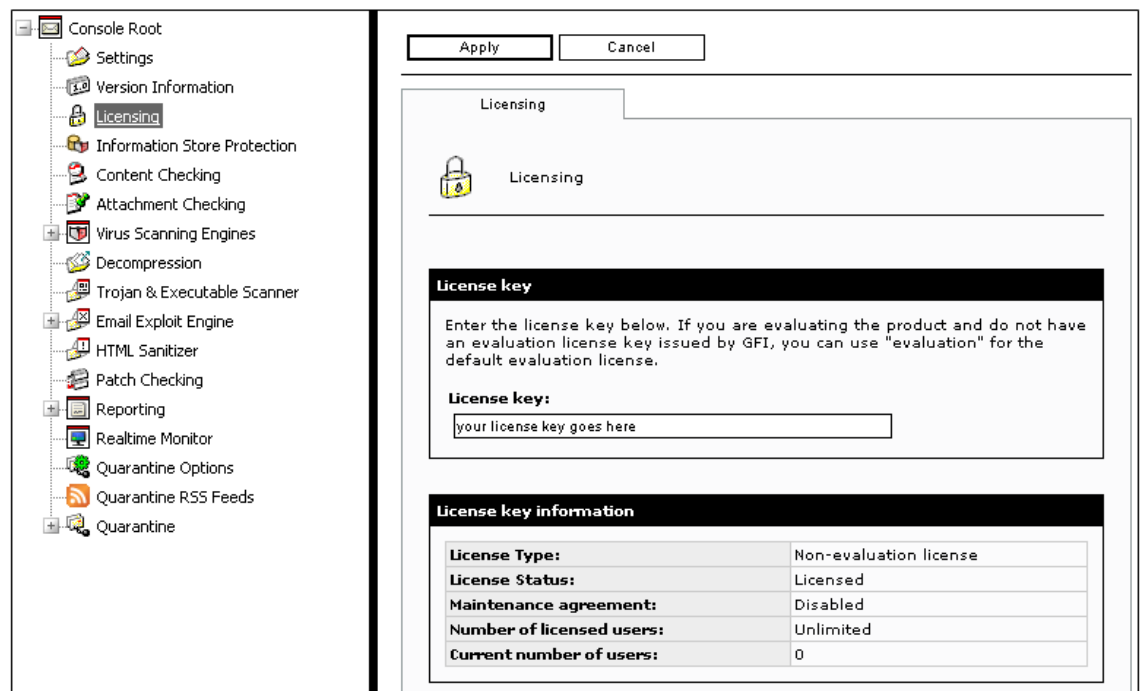 Console Root
Settings
Version Information
Licensing
Information Store Protection
Content Checking
Attachment Checking
Virus Scanning Engines
Decompression
Trojan & Executable Scanner
Email Exploit Engine
HTML Sanitizer
Patch Checking
Reporting
Realtime Monitor
Quarantine Options
Quarantine RSS Feeds
Quarantine
Apply Cancel
Licensing
Licensing
License key
Enter the license key below. If you are evaluating the product and do not have
an evaluation license key issued by GFI, you can use "evaluation" for the
default evaluation license.
License key:
your license key goes here
License key information
License Type: Non-evaluation license
License Status: Licensed
Maintenance agreement: Disabled
Number of licensed users: Unlimited
Current number of users: 0